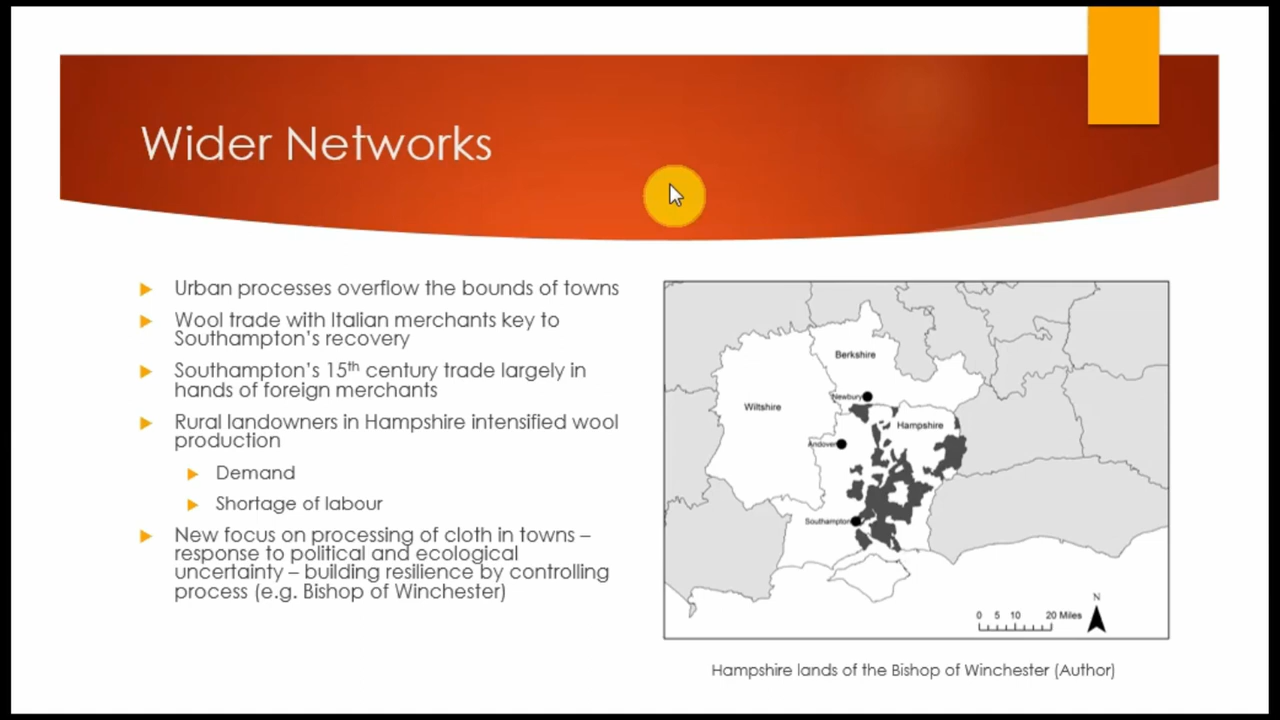 Wider Networks
Urban processes overflow the bounds of towns
Wool trade with Italian merchants key to
Southampton's recovery
Southampton's 15th century trade largely in
hands of foreign merchants
Rural landowners in Hampshire intensified wool
production
Demand
Shortage of labour
New focus on processing of cloth in towns –
response to political and ecological
uncertainty – building resilience by controlling
process (e.g. Bishop of Winchester)
Berkshire
Newbury
Wiltshire
Hampshire
Andover
Southampton
N
0 5 10 20 Miles
Hampshire lands of the Bishop of Winchester (Author)